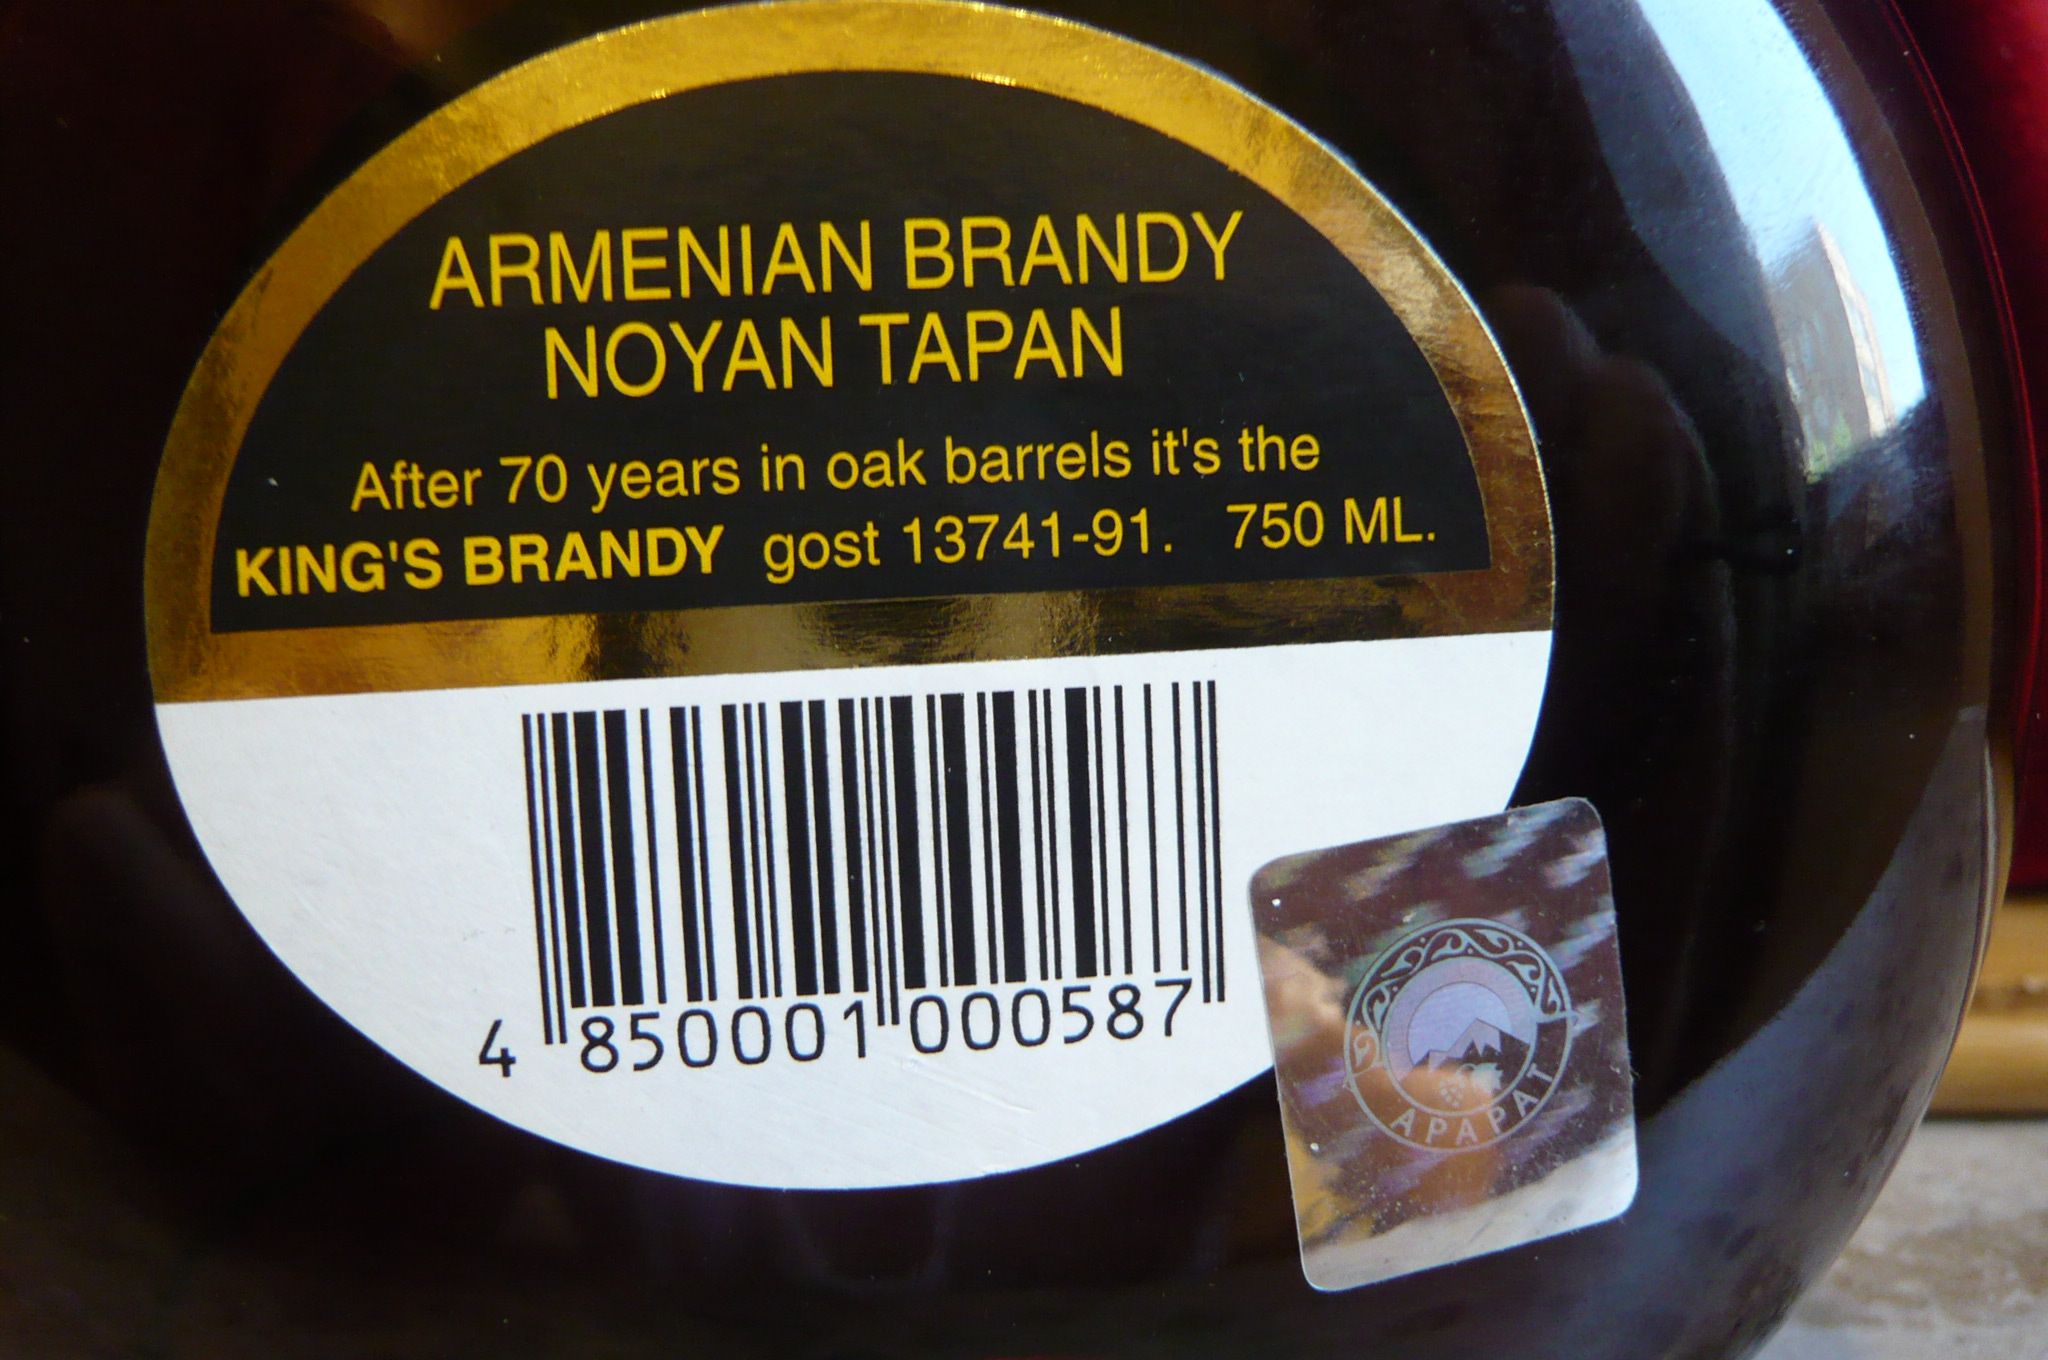 ARMENIAN BRANDY
NOYAN TAPAN
After 70 years in oak barrels it's the
KING'S BRANDY gost 13741-91. 750 ML.
4 850001 000587
АРАРАТ